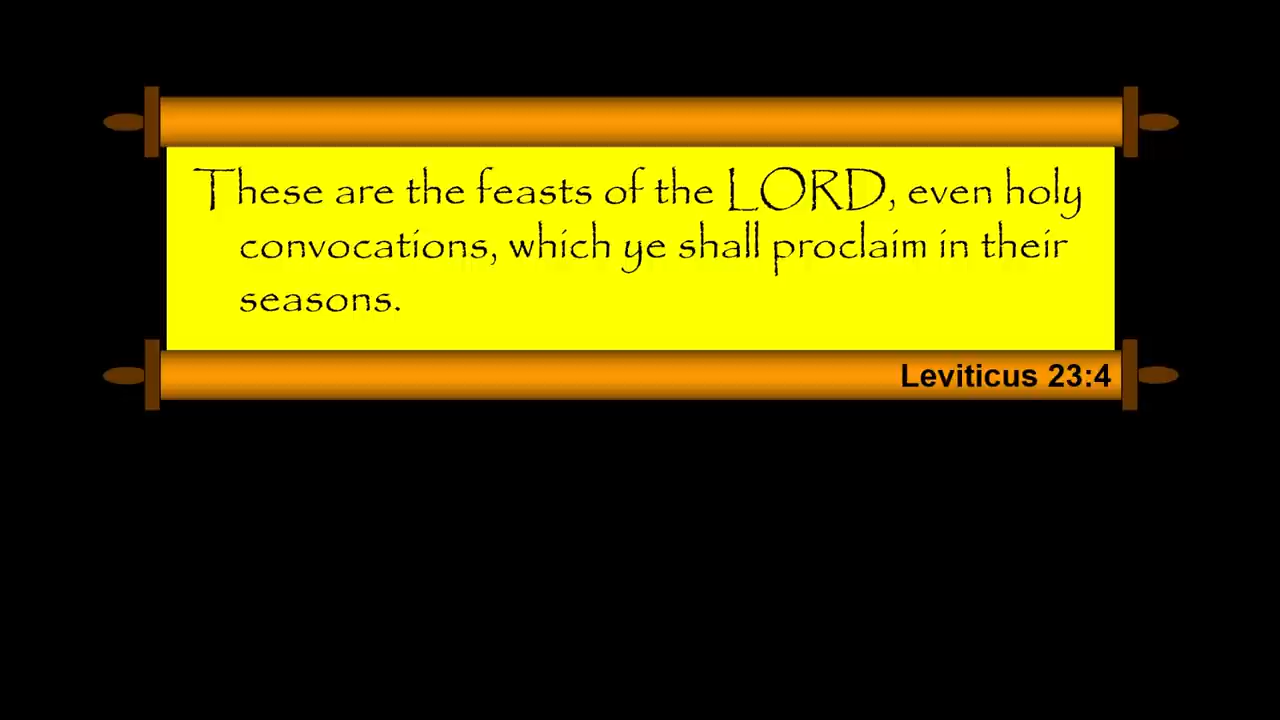 These are the feasts of the LORD, even holy
convocations, which ye shall proclaim in their
seasons.
Leviticus 23:4